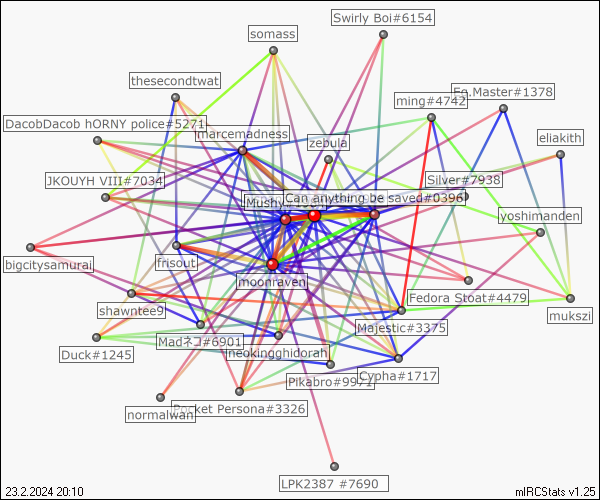 Swirly Boi#6154
somass
thesecondtwat
En.Master#1378
ming#4742
DacobDacob hORNY police#5271
marcemadness
zebula
eliakith
JKOUYH VIII#7034
Silver#7938
Can anything be saved#0396
yoshimanden
bigcitysamurai
frisout
moonraven
Fedora Stoat#4479
shawntee9
mukszi
Majestic#3375
Madネコ#6901
neokingghidorah
Duck#1245
Pikabro#9971
Cypha#1717
normalwan
Pocket Persona#3326
LPK2387 #7690
23.2.2024 20:10
mIRCStats v1.25